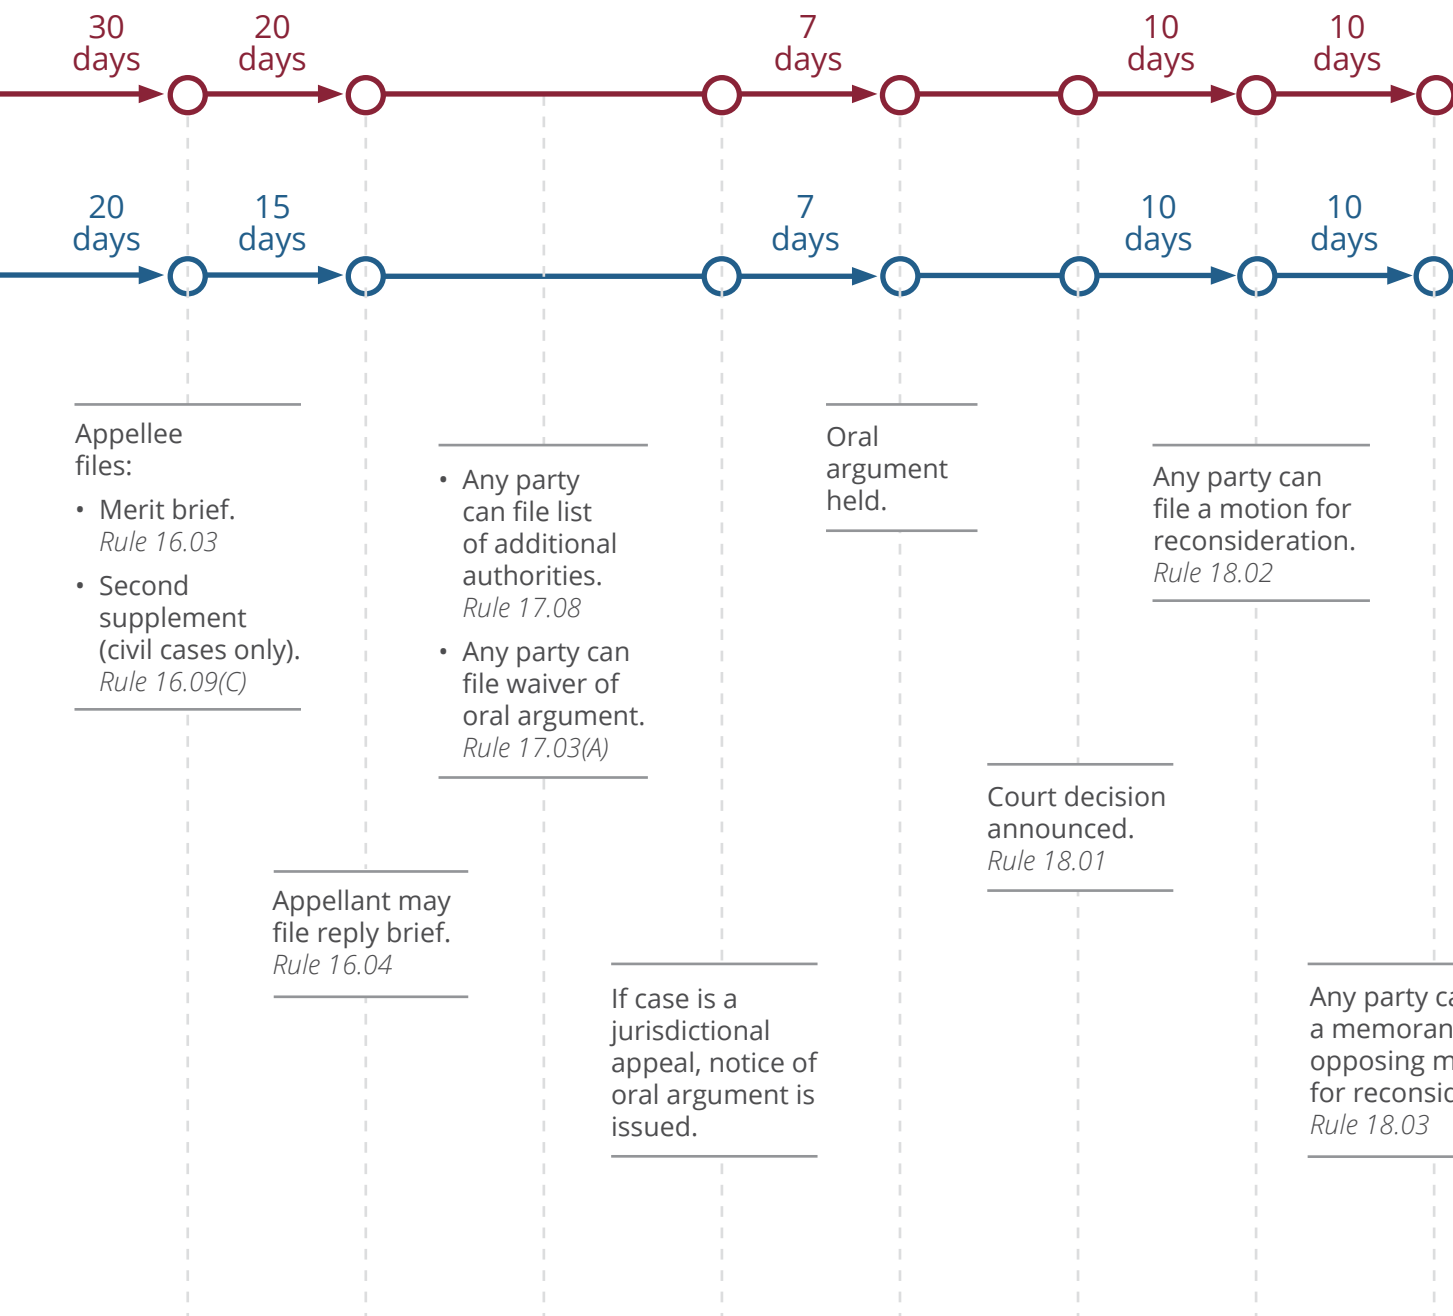 30
days
20
days
7
days
10
days
10
days
20
days
15
days
7
days
10
days
10
days
Appellee
files:
• Merit brief.
Rule 16.03
• Second
supplement
(civil cases only).
Rule 16.09(C)
• Any party
can file list
of additional
authorities.
Rule 17.08
• Any party can
file waiver of
oral argument.
Rule 17.03(A)
Oral
argument
held.
Any party can
file a motion for
reconsideration.
Rule 18.02
Court decision
announced.
Rule 18.01
Appellant may
file reply brief.
Rule 16.04
If case is a
jurisdictional
appeal, notice of
oral argument is
issued.
Any party
a
opposing
for
Rule 18.03